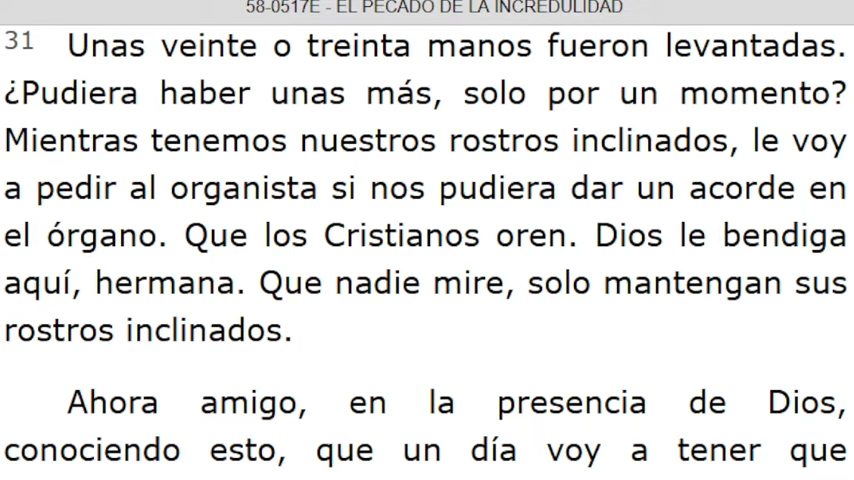 58-0517E - EL PECADO DE LA INCREDULIDAD
31 Unas veinte o treinta manos fueron levantadas.
¿Pudiera haber unas más, solo por un momento?
Mientras tenemos nuestros rostros inclinados, le voy
a pedir al organista si nos pudiera dar un acorde en
el órgano. Que los Cristianos oren. Dios le bendiga
aquí, hermana. Que nadie mire, solo mantengan sus
rostros inclinados.
Ahora amigo, en la presencia de Dios,
conociendo esto, que un día voy a tener que